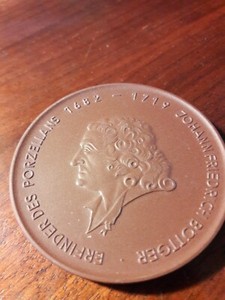 JOHANN FRIEDRICH BÖTTGER
ERFINDER DES PORZELLANS 1682 – 1719